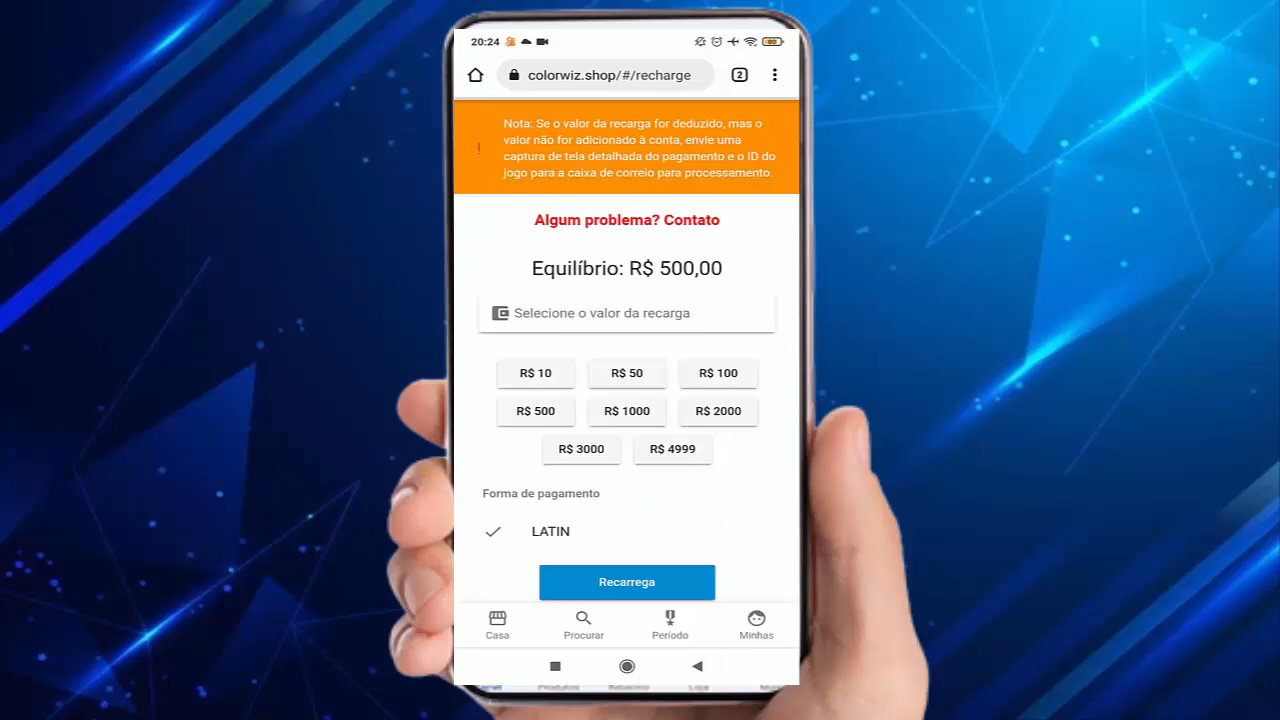 20:24
colorwiz.shop/#/recharge
2
Nota: Se o valor da recarga for deduzido, mas o
valor não for adicionado à conta, envie uma
captura de tela detalhada do pagamento e o ID do
jogo para a caixa de correio para processamento.
Algum problema? Contato
Equilíbrio: R$ 500,00
Selecione o valor da recarga
R$ 10 R$ 50 R$ 100
R$ 500 R$ 1000 R$ 2000
R$ 3000 R$ 4999
Forma de pagamento
LATIN
Recarrega
Casa Procurar Período Minhas